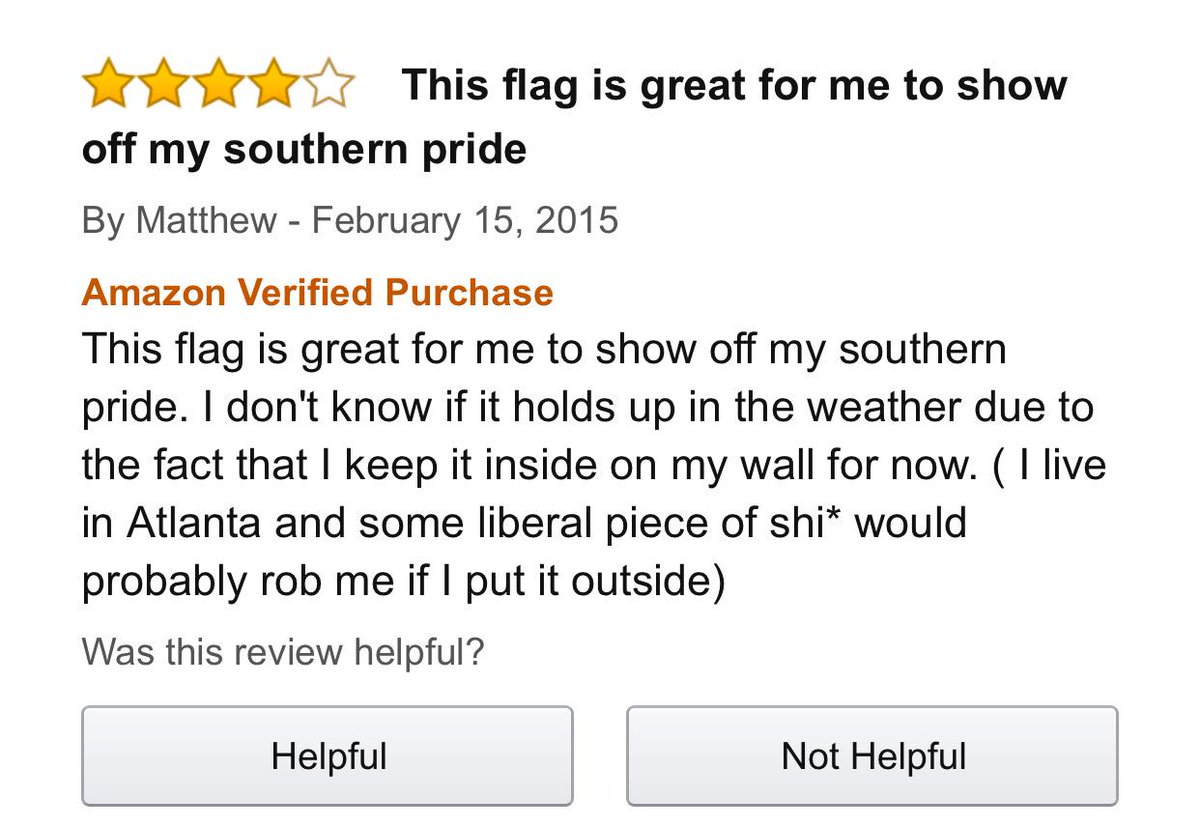 This flag is great for me to show
off my southern pride
By Matthew - February 15, 2015
Amazon Verified Purchase
This flag is great for me to show off my southern
pride. I don't know if it holds up in the weather due to
the fact that I keep it inside on my wall for now. ( I live
in Atlanta and some liberal piece of shi* would
probably rob me if I put it outside)
Was this review helpful?
Helpful
Not Helpful